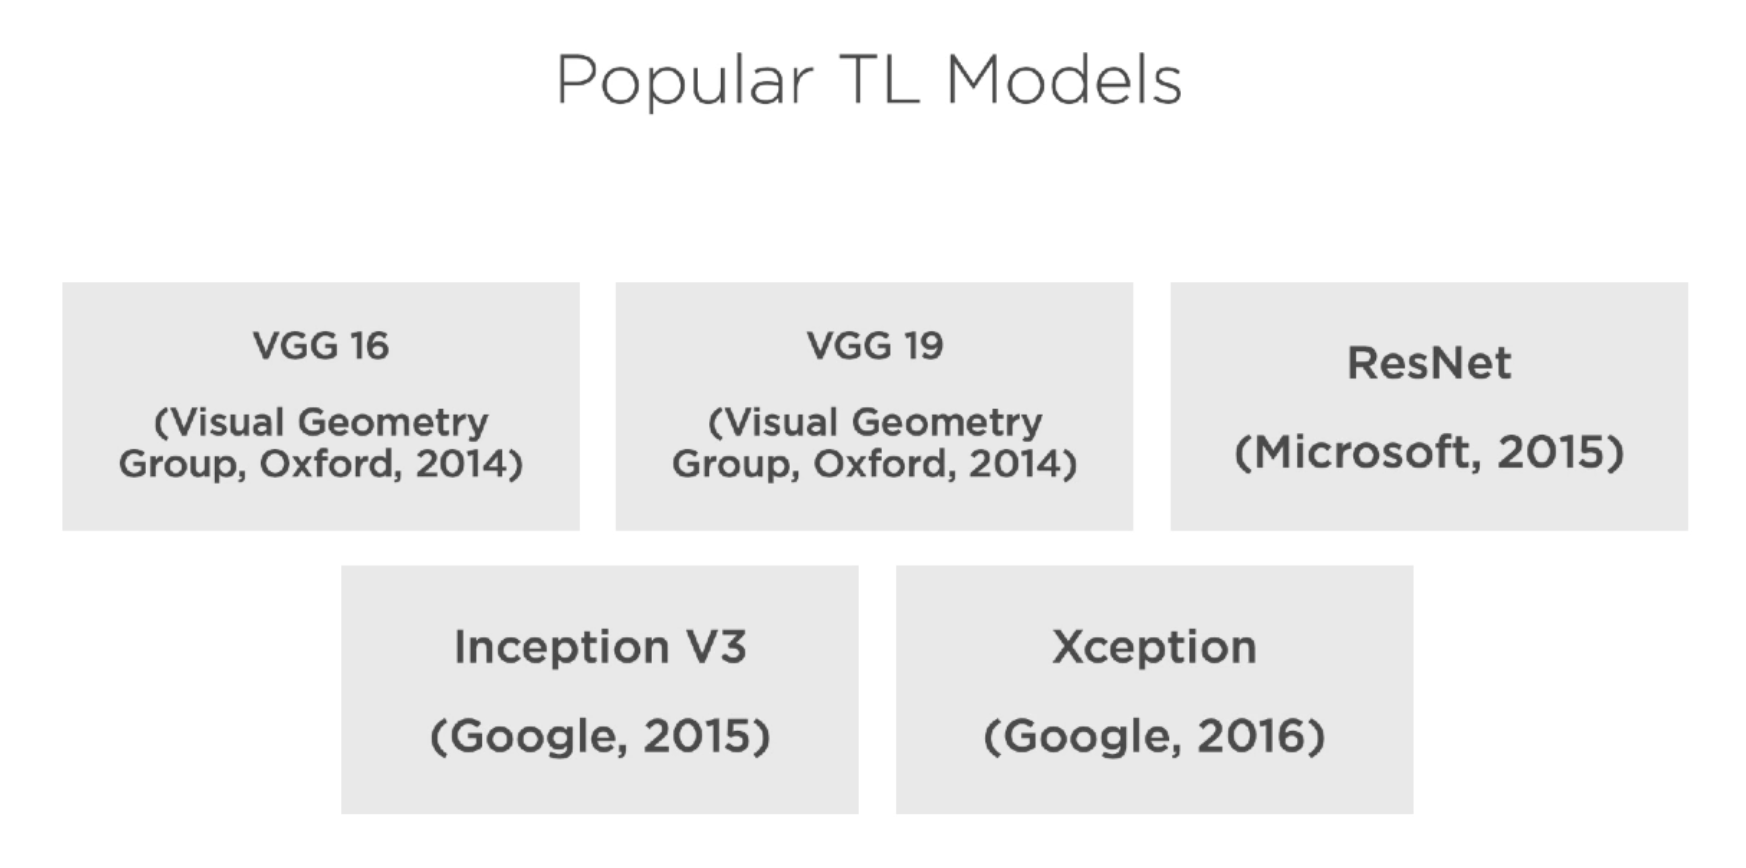 Popular TL Models
VGG 16
(Visual Geometry
Group, Oxford, 2014)
VGG 19
(Visual Geometry
Group, Oxford, 2014)
ResNet
(Microsoft, 2015)
Inception V3
(Google, 2015)
Xception
(Google, 2016)